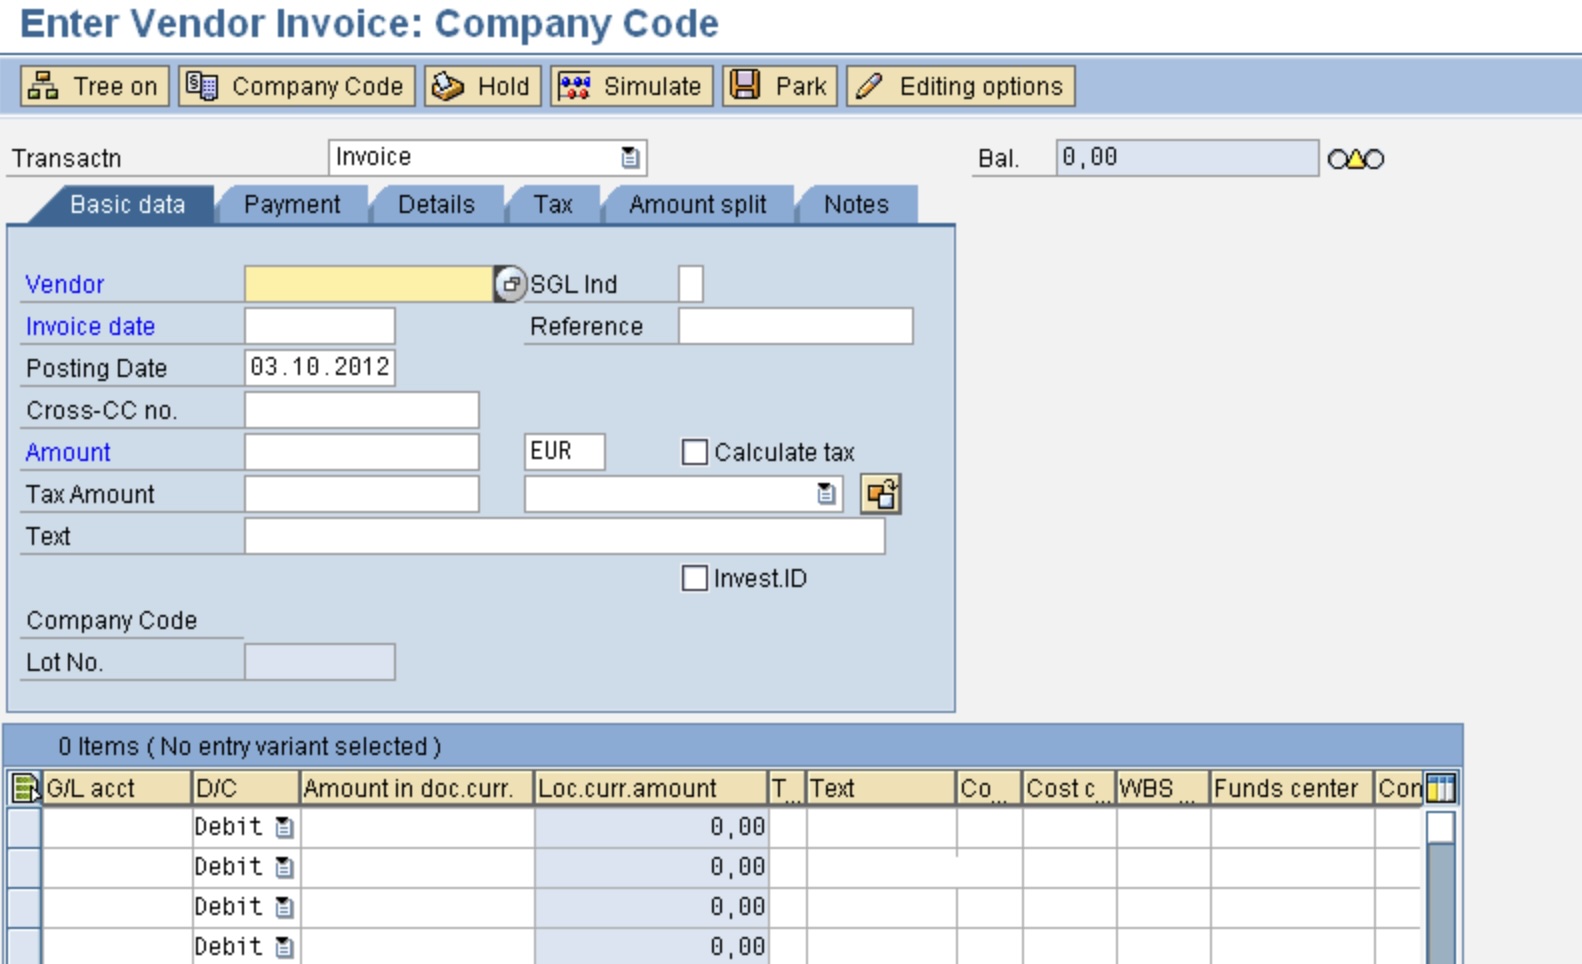 Enter Vendor Invoice: Company Code
Tree on Company Code Hold Simulate Park Editing options
Transactn Invoice Bal. 0,00
Basic data Payment Details Tax Amount split Notes
Vendor SGL Ind
Invoice date Reference
Posting Date 03.10.2012
Cross-CC no.
Amount EUR Calculate tax
Tax Amount
Text
Invest.ID
Company Code
Lot No.
0 Items ( No entry variant selected )
G/L acct D/C Amount in doc.curr. Loc.curr.amount T... Text Co... Cost c... WBS ... Funds center Con
Debit 0,00
Debit 0,00
Debit 0,00
Debit 0,00